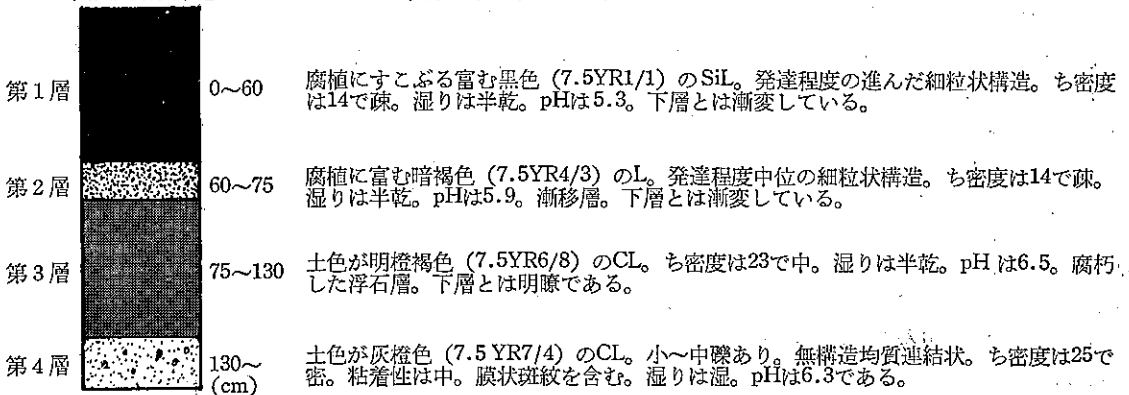 第1層 0～60 腐植にすこぶる富む黒色 (7.5YR1/1) のSiL。発達程度の進んだ細粒状構造。ち密度
は14で疎。湿りは半乾。pHは5.3。下層とは漸変している。
第2層 60～75 腐植に富む暗褐色 (7.5YR4/3) のL。発達程度中位の細粒状構造。ち密度は14で疎。
湿りは半乾。pHは5.9。漸移層。下層とは漸変している。
第3層 75～130 土色が明橙褐色 (7.5YR6/8) のCL。ち密度は23で中。湿りは半乾。pH は6.5。腐朽
した浮石層。下層とは明瞭である。
第4層 130～ 土色が灰橙色 (7.5 YR7/4) のCL。小～中礫あり。無構造均質連結状。ち密度は25で
(cm) 密。粘着性は中。膜状斑紋を含む。湿りは湿。pHは6.3である。